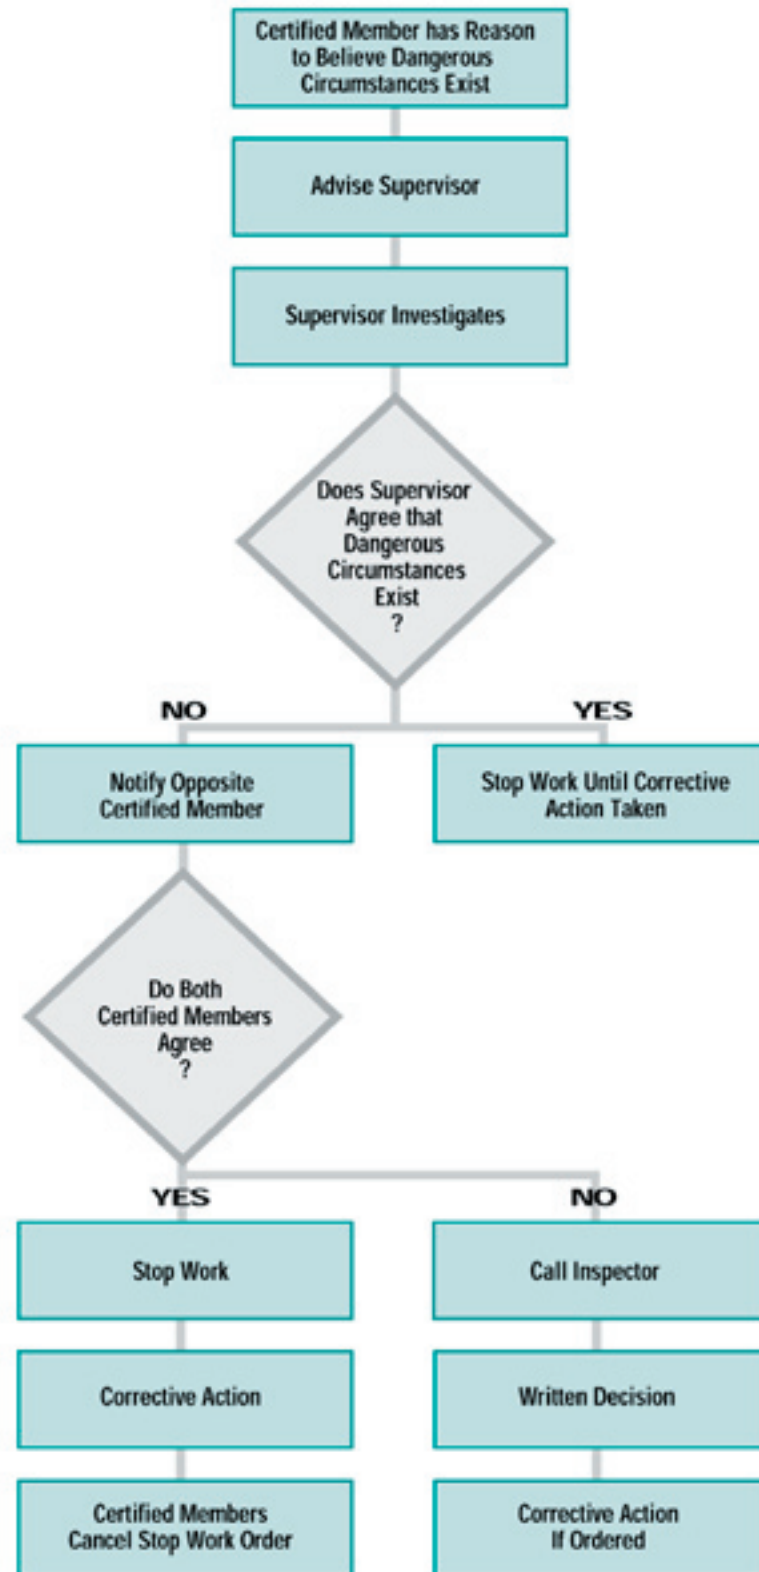 Certified Member has Reason
to Believe Dangerous
Circumstances Exist
Advise Supervisor
Supervisor Investigates
Does Supervisor
Agree that
Dangerous
Circumstances
Exist
?
NO
YES
Notify Opposite
Certified Member
Stop Work Until Corrective
Action Taken
Do Both
Certified Members
Agree
?
YES
NO
Stop Work
Call Inspector
Corrective Action
Written Decision
Certified Members
Cancel Stop Work Order
Corrective Action
If Ordered